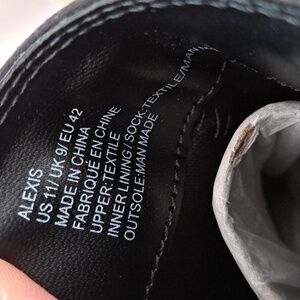 ALEXIS
US 11/UK 9/EU 42
MADE IN CHINA
FABRIQUÉ EN CHINE
UPPER:TEXTILE
INNER LINING/SOCK:TEXTILE/MAN
OUTSOLE:MAN MADE